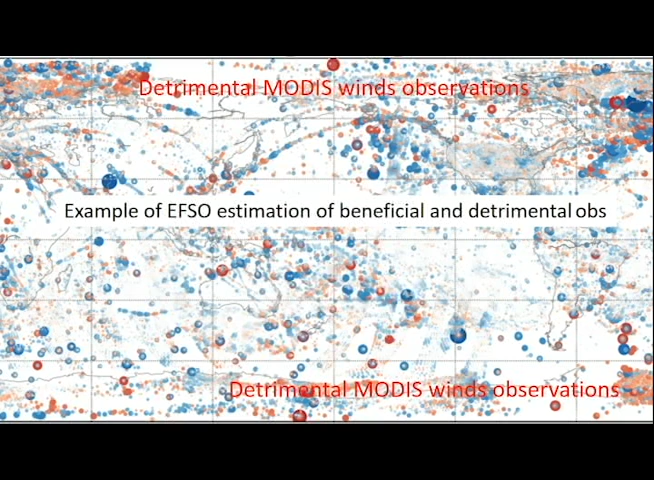 Detrimental MODIS winds observations
Example of EFSO estimation of beneficial and detrimental obs
Detrimental MODIS winds observations